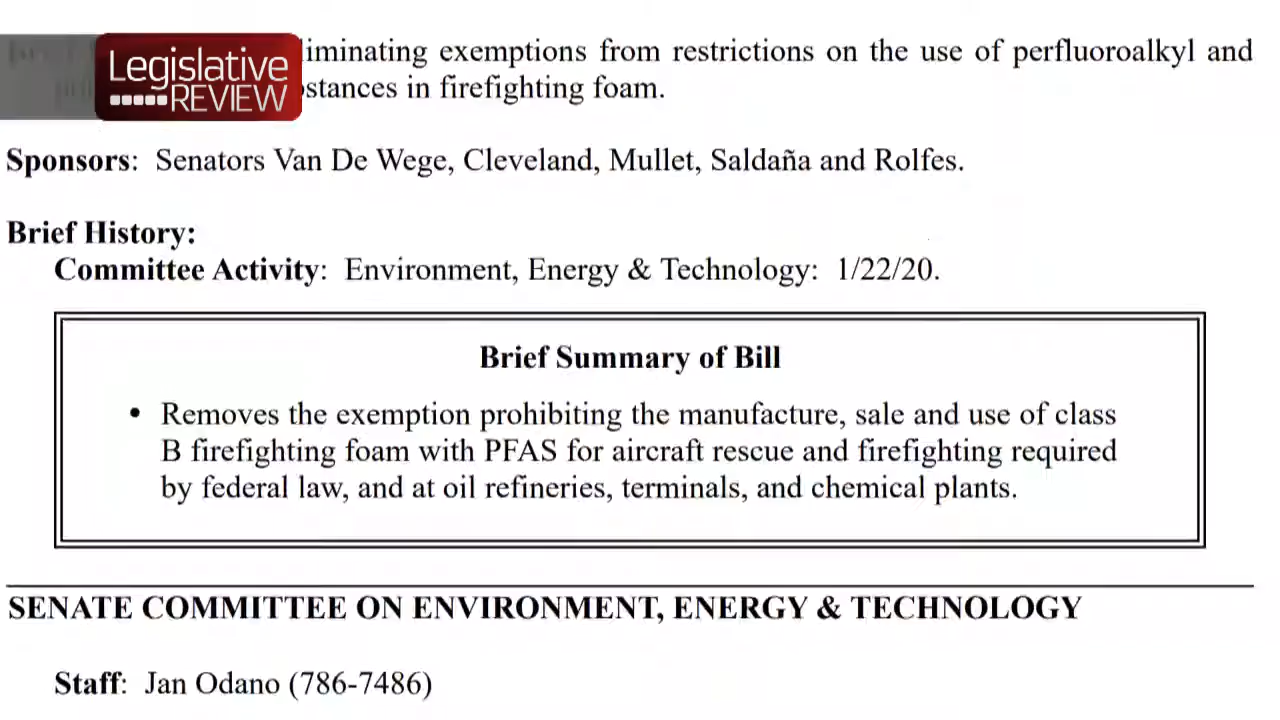 liminating exemptions from restrictions on the use of perfluoroalkyl and
Legislative
REVIEW
stances in firefighting foam.
Sponsors: Senators Van De Wege, Cleveland, Mullet, Saldaña and Rolfes.
Brief History:
Committee Activity: Environment, Energy & Technology: 1/22/20.
Brief Summary of Bill
• Removes the exemption prohibiting the manufacture, sale and use of class
B firefighting foam with PFAS for aircraft rescue and firefighting required
by federal law, and at oil refineries, terminals, and chemical plants.
SENATE COMMITTEE ON ENVIRONMENT, ENERGY & TECHNOLOGY
Staff: Jan Odano (786-7486)